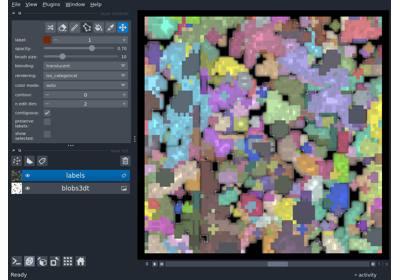 File View Plugins Window Help
label: 1
opacity: 0.70
brush size: 10
blending: translucent
rendering: iso_categorical
color mode: auto
contour: 0
n edit dim: 2
contiguous:
preserve
labels:
show
selected:
labels
blobs3dt
Ready
activity